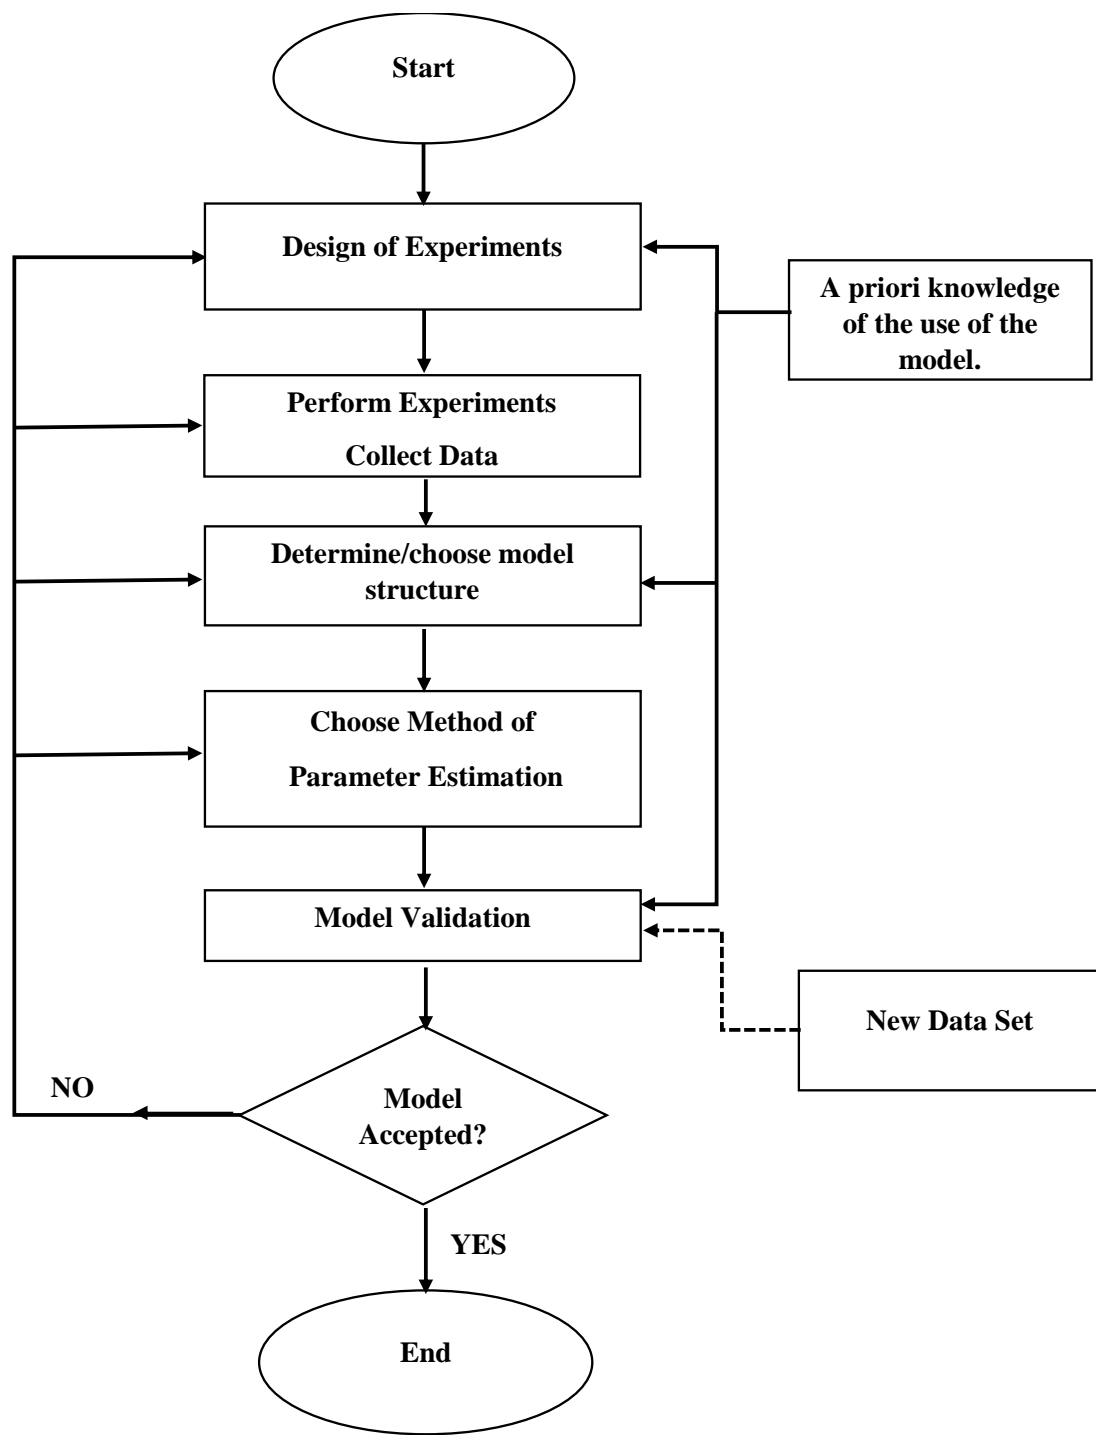 Start
Design of Experiments
A priori knowledge
of the use of the
model.
Perform Experiments
Collect Data
Determine/choose model
structure
Choose Method of
Parameter Estimation
Model Validation
New Data Set
NO
Model
Accepted?
YES
End